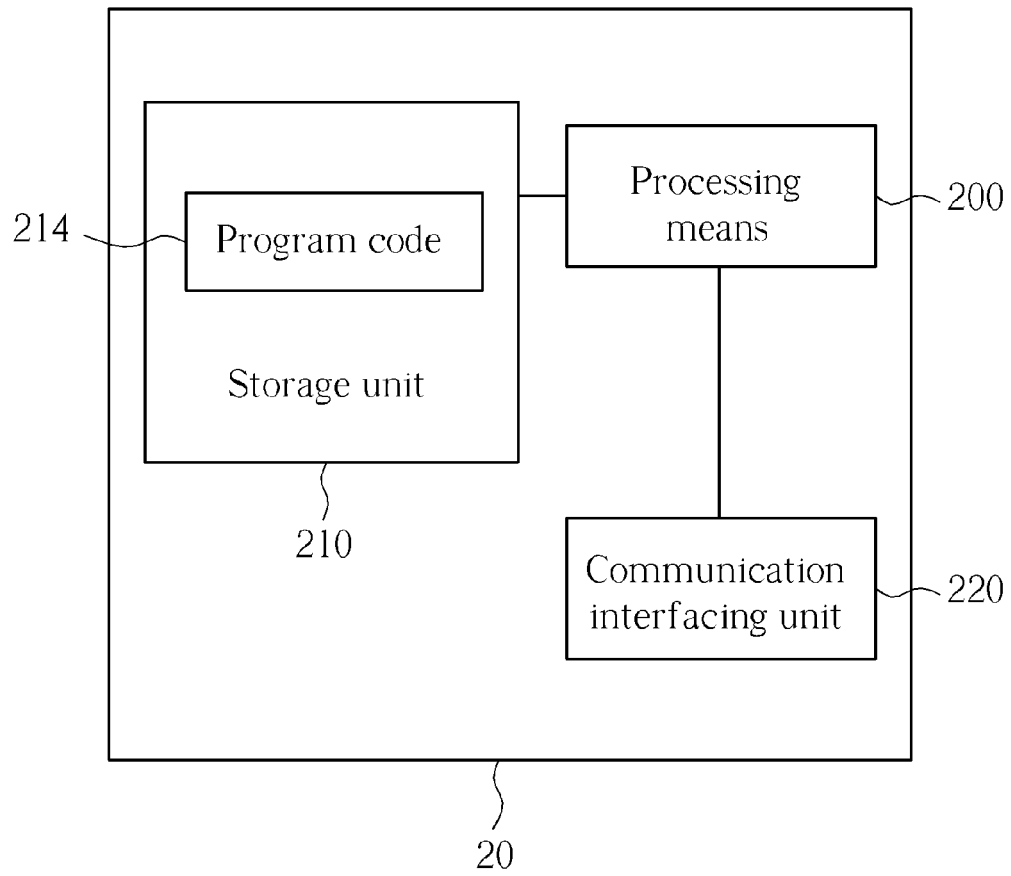 Processing
means
200
214
Program code
Storage unit
210
Communication
interfacing unit
220
20